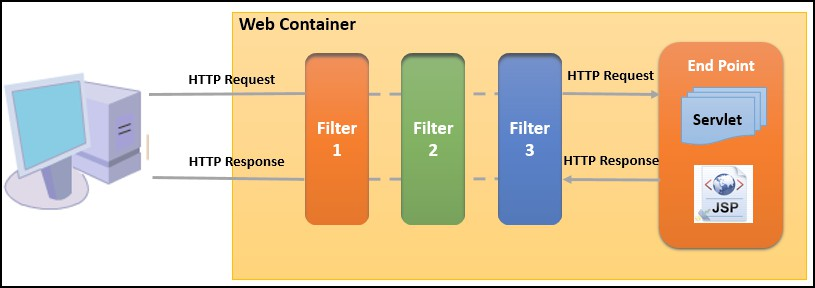 Web Container
HTTP Request
HTTP Request
End Point
Servlet
Filter
1
Filter
2
Filter
3
HTTP Response
HTTP Response
JSP